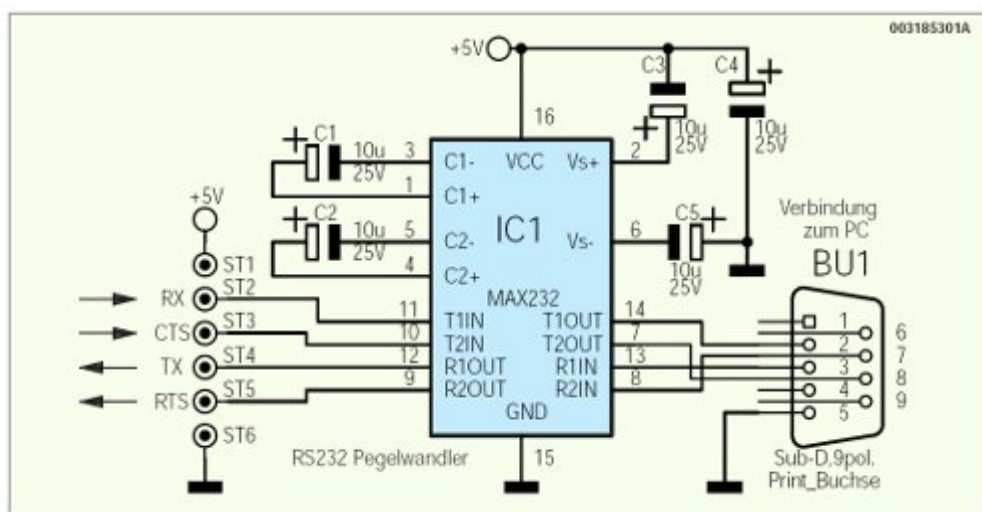 003185301A
+5V
C3
C4
+
16
+
10u
25V
10u
25V
+
C1
10u
25V
3
C1-
VCC
Vs+
2
1
C1+
+5V
+
C2
10u
25V
5
C2-
IC1
Vs-
6
C5
+
10u
25V
4
C2+
Verbindung
zum PC
BU1
ST1
RX
ST2
MAX232
11
T1IN
T1OUT
14
CTS
ST3
10
T2IN
T2OUT
7
TX
ST4
12
R1OUT
R1IN
13
RTS
ST5
9
R2OUT
R2IN
8
GND
ST6
1
6
2
7
3
8
4
9
5
RS232 Pegelwandler
15
Sub-D,9pol.
Print_Buchse